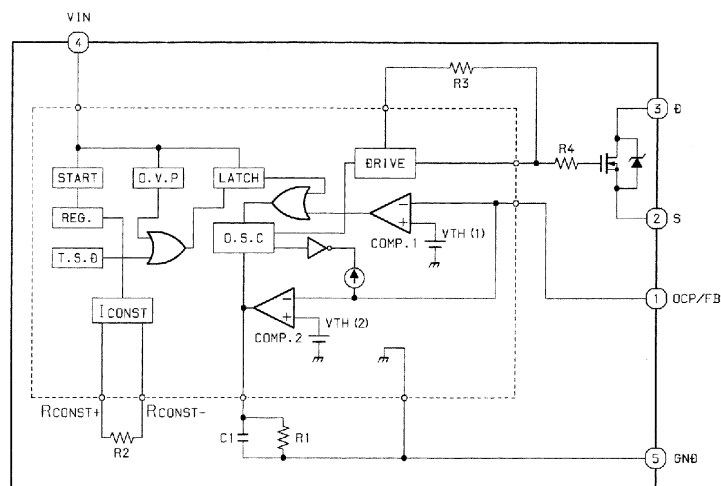 VIN
4
R3
3 D
DRIVE
R4
START
O.V.P
LATCH
REG.
O.S.C
COMP.1
VTH(1)
2 S
T.S.D
1 OCP/FB
ICONST
VTH(2)
COMP.2
RCONST+
RCONST-
R2
C1
R1
5 GND